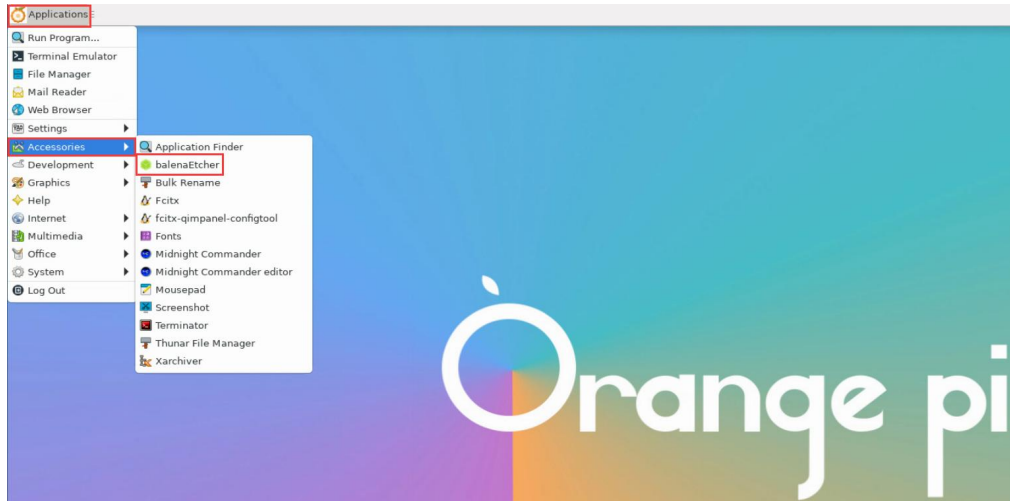 Applications
Run Program...
Terminal Emulator
File Manager
Mail Reader
Web Browser
Settings
Accessories
Development
Graphics
Help
Internet
Multimedia
Office
System
Log Out
Application Finder
balenaEtcher
Bulk Rename
Fcitx
fcitx-qimpanel-configtool
Fonts
Midnight Commander
Midnight Commander editor
Mousepad
Screenshot
Terminator
Thunar File Manager
Xarchiver
Orange pi